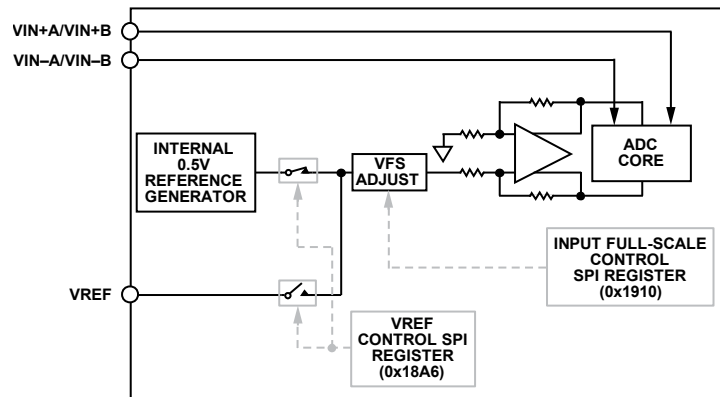 VIN+A/VIN+B
VIN–A/VIN–B
INTERNAL
0.5V
REFERENCE
GENERATOR
VFS
ADJUST
ADC
CORE
INPUT FULL-SCALE
CONTROL
SPI REGISTER
(0x1910)
VREF
VREF
CONTROL SPI
REGISTER
(0x18A6)